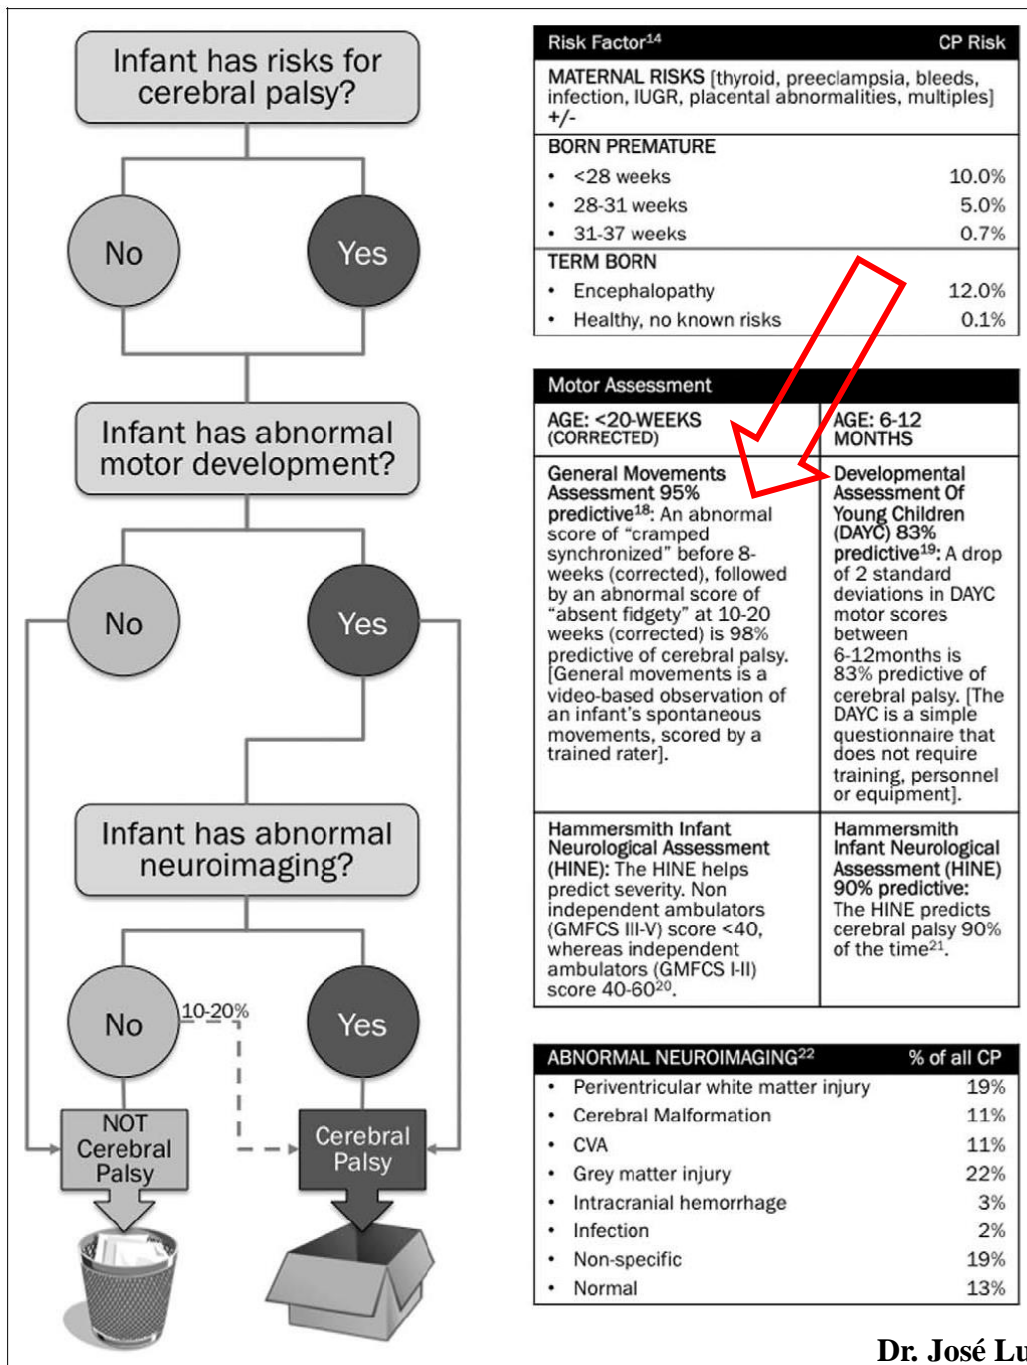 Infant has risks for
cerebral palsy?
No
Yes
Infant has abnormal
motor development?
No
Yes
Infant has abnormal
neuroimaging?
No
10-20%
Yes
NOT
Cerebral
Palsy
Cerebral
Palsy
Risk Factor¹⁴ CP Risk
MATERNAL RISKS [thyroid, preeclampsia, bleeds,
infection, IUGR, placental abnormalities, multiples]
+/-
BORN PREMATURE
• <28 weeks 10.0%
• 28-31 weeks 5.0%
• 31-37 weeks 0.7%
TERM BORN
• Encephalopathy 12.0%
• Healthy, no known risks 0.1%
Motor Assessment
AGE: <20-WEEKS
(CORRECTED)
General Movements
Assessment 95%
predictive¹⁸: An abnormal
score of “cramped
synchronized” before 8-
weeks (corrected), followed
by an abnormal score of
“absent fidgety” at 10-20
weeks (corrected) is 98%
predictive of cerebral palsy.
[General movements is a
video-based observation of
an infant’s spontaneous
movements, scored by a
trained rater].
AGE: 6-12
MONTHS
Developmental
Assessment Of
Young Children
(DAYC) 83%
predictive¹⁹: A drop
of 2 standard
deviations in DAYC
motor scores
between
6-12months is
83% predictive of
cerebral palsy. [The
DAYC is a simple
questionnaire that
does not require
training, personnel
or equipment].
Hammersmith Infant
Neurological Assessment
(HINE): The HINE helps
predict severity. Non
independent ambulators
(GMFCS III-V) score <40,
whereas independent
ambulators (GMFCS I-II)
score 40-60²⁰.
Hammersmith
Infant Neurological
Assessment (HINE)
90% predictive:
The HINE predicts
cerebral palsy 90%
of the time²¹.
ABNORMAL NEUROIMAGING²² % of all CP
• Periventricular white matter injury 19%
• Cerebral Malformation 11%
• CVA 11%
• Grey matter injury 22%
• Intracranial hemorrhage 3%
• Infection 2%
• Non-specific 19%
• Normal 13%
Dr. José Lu